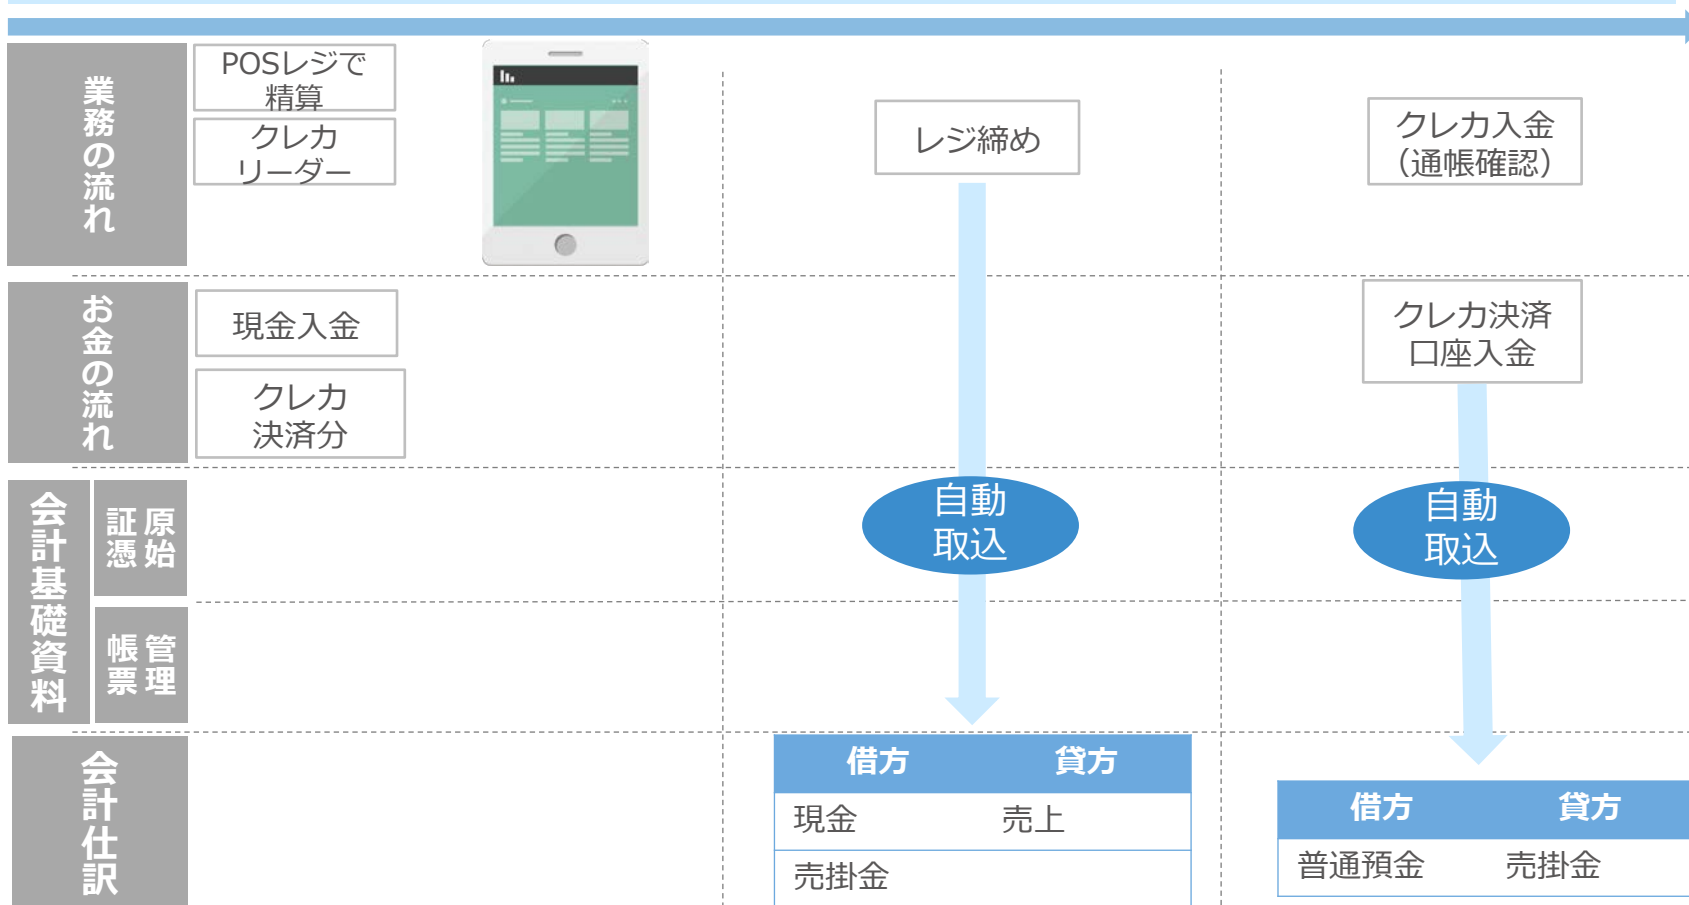 業務の流れ
POSレジで
精算
クレカ
リーダー
レジ締め
クレカ入金
（通帳確認）
お金の流れ
現金入金
クレカ
決済分
クレカ決済
口座入金
会計基礎資料
原始
証憑
自動
取込
自動
取込
管理
帳票
会計仕訳
借方 貸方
現金 売上
売掛金
借方 貸方
普通預金 売掛金